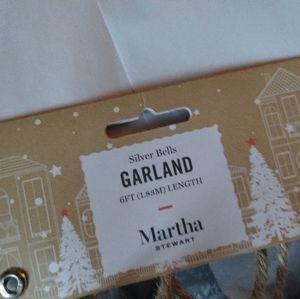 Silver Bells
GARLAND
6FT (1.83M) LENGTH
Martha
STEWART